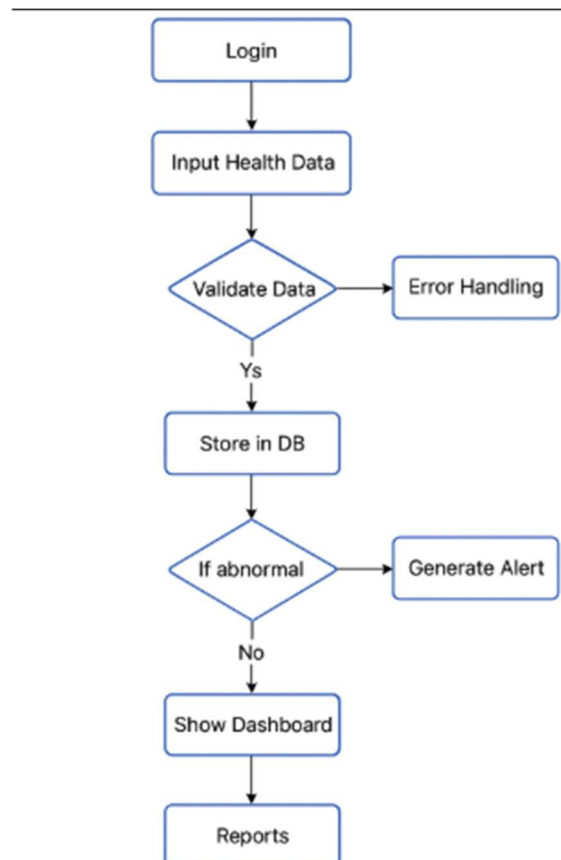 Login
Input Health Data
Validate Data
Error Handling
Ys
Store in DB
If abnormal
Generate Alert
No
Show Dashboard
Reports